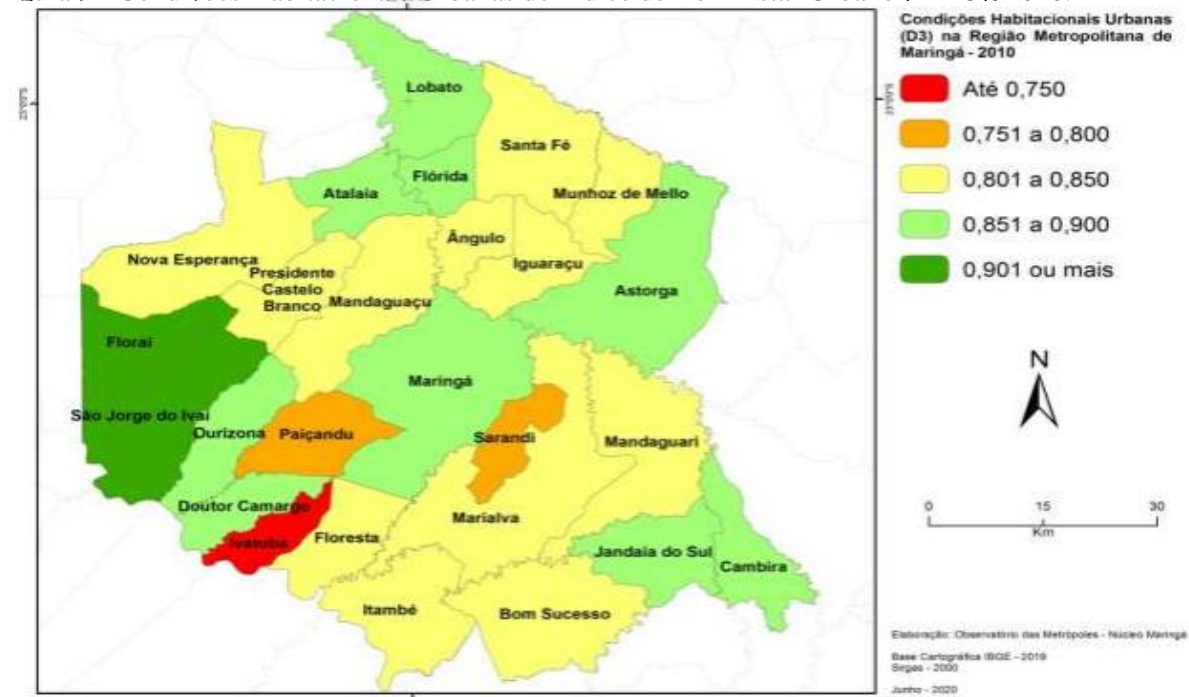 Condições Habitacionais Urbanas
(D3) na Região Metropolitana de
Maringá - 2010
Até 0,750
0,751 a 0,800
0,801 a 0,850
0,851 a 0,900
0,901 ou mais
Lobato
Santa Fé
Flórida
Atalaia
Munhoz de Mello
Ângulo
Nova Esperança
Iguaraçu
Presidente
Castelo
Branco
Mandaguaçu
Astorga
Floraí
Maringá
São Jorge do Ivaí
Ourizona
Paiçandu
Sarandi
Mandaguari
Doutor Camargo
Marialva
Ivatuba
Floresta
Jandaia do Sul
Cambira
Itambé
Bom Sucesso
N
0 15 30
Km
Elaboração: Observatório das Metrópoles - Núcleo Maringá
Base Cartográfica IBGE - 2019
Sirgas - 2000
Junho - 2020